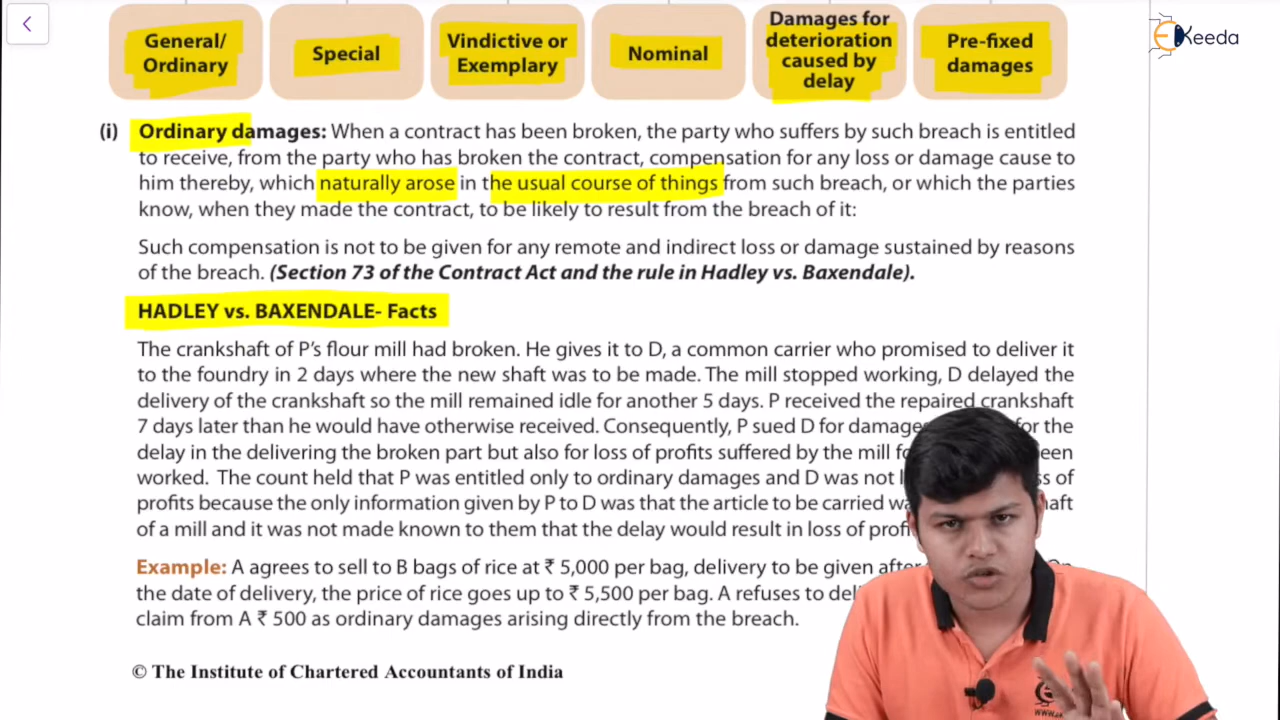 General/
Ordinary
Special
Vindictive or
Exemplary
Nominal
Damages for
deterioration
caused by
delay
Pre-fixed
damages
Keeda
(i) Ordinary damages: When a contract has been broken, the party who suffers by such breach is entitled
to receive, from the party who has broken the contract, compensation for any loss or damage cause to
him thereby, which naturally arose in the usual course of things from such breach, or which the parties
know, when they made the contract, to be likely to result from the breach of it:
Such compensation is not to be given for any remote and indirect loss or damage sustained by reasons
of the breach. (Section 73 of the Contract Act and the rule in Hadley vs. Baxendale).
HADLEY vs. BAXENDALE- Facts
The crankshaft of P's flour mill had broken. He gives it to D, a common carrier who promised to deliver it
to the foundry in 2 days where the new shaft was to be made. The mill stopped working, D delayed the
delivery of the crankshaft so the mill remained idle for another 5 days. P received the repaired crankshaft
7 days later than he would have otherwise received. Consequently, P sued D for damages for the
delay in the delivering the broken part but also for loss of profits suffered by the mill
worked. The count held that P was entitled only to ordinary damages and D was not of
profits because the only information given by P to D was that the article to be carried
of a mill and it was not made known to them that the delay would result in loss of
Example: A agrees to sell to B bags of rice at ₹ 5,000 per bag, delivery to be given after
the date of delivery, the price of rice goes up to ₹ 5,500 per bag. A refuses to
claim from A ₹ 500 as ordinary damages arising directly from the breach.
© The Institute of Chartered Accountants of India